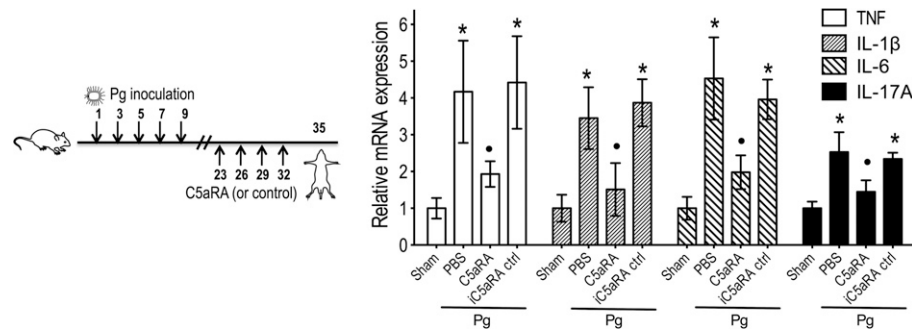 Pg inoculation
1 3 5 7 9
35
23 26 29 32
C5aRA (or control)
Relative mRNA expression
6
5
4
3
2
1
0
* * • * * • * * • * * • *
TNF
IL-1β
IL-6
IL-17A
Sham PBS C5aRA iC5aRA ctrl Sham PBS C5aRA iC5aRA ctrl Sham PBS C5aRA iC5aRA ctrl Sham PBS C5aRA iC5aRA ctrl
Pg Pg Pg Pg